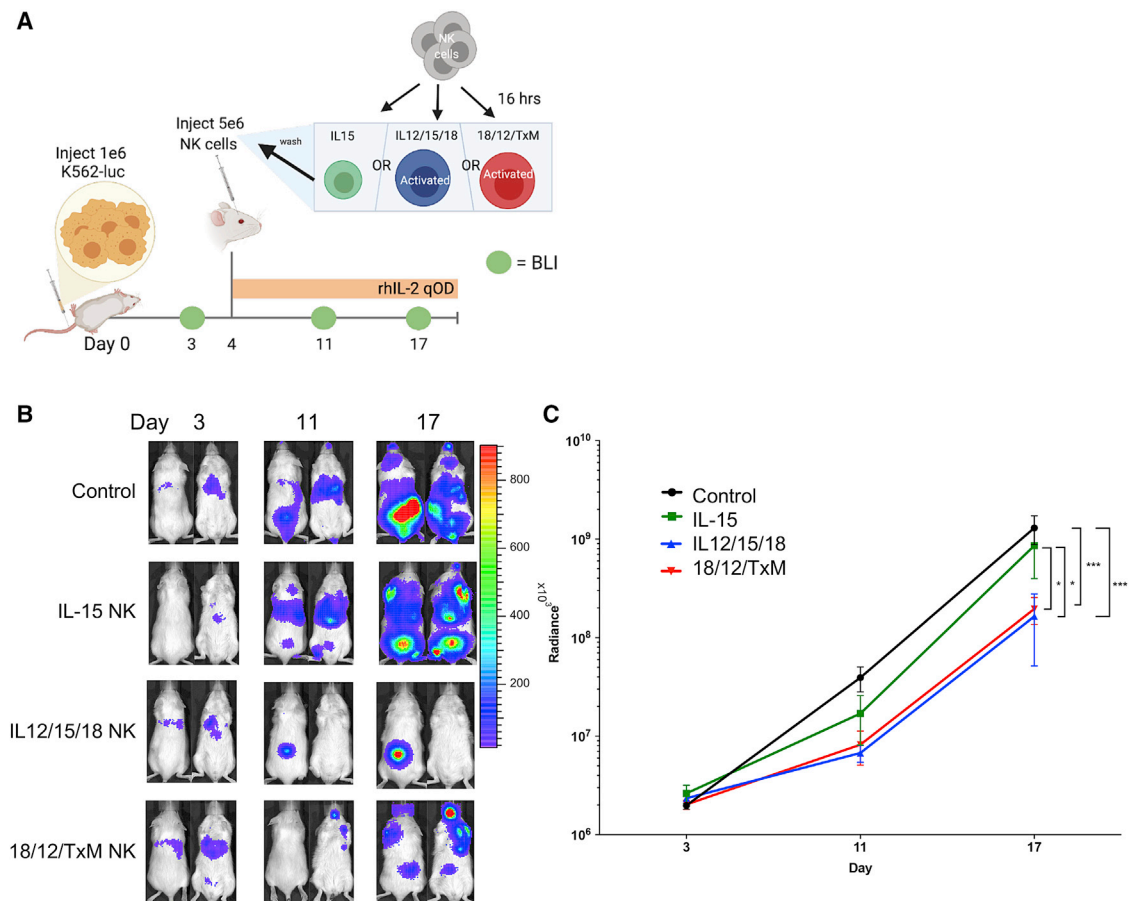 A
NK
cells
16 hrs
Inject 5e6
NK cells
wash
IL15
IL12/15/18
18/12/TxM
OR
OR
Activated
Activated
Inject 1e6
K562-luc
= BLI
rhIL-2 qOD
Day 0
3
4
11
17
B
Day 3 11 17
Control
IL-15 NK
IL12/15/18 NK
18/12/TxM NK
800
600
400
200
x10³
C
Radiance
10¹⁰
10⁹
10⁸
10⁷
10⁶
Control
IL-15
IL12/15/18
18/12/TxM
*
*
***
***
3
11
17
Day